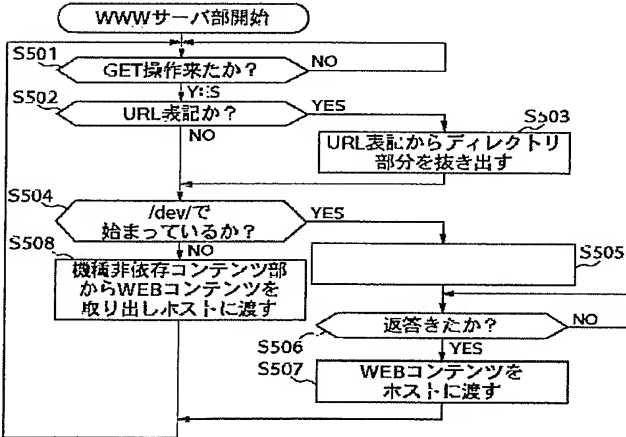 WWWサーバ部開始
S501
GET操作来たか？
NO
YES
S502
URL表記か？
YES
NO
S503
URL表記からディレクトリ
部分を抜き出す
S504
/dev/で
始まっているか？
YES
NO
S508
機種非依存コンテンツ部
からWEBコンテンツを
取り出しホストに渡す
S505
返答きたか？
NO
S506
YES
S507
WEBコンテンツを
ホストに渡す